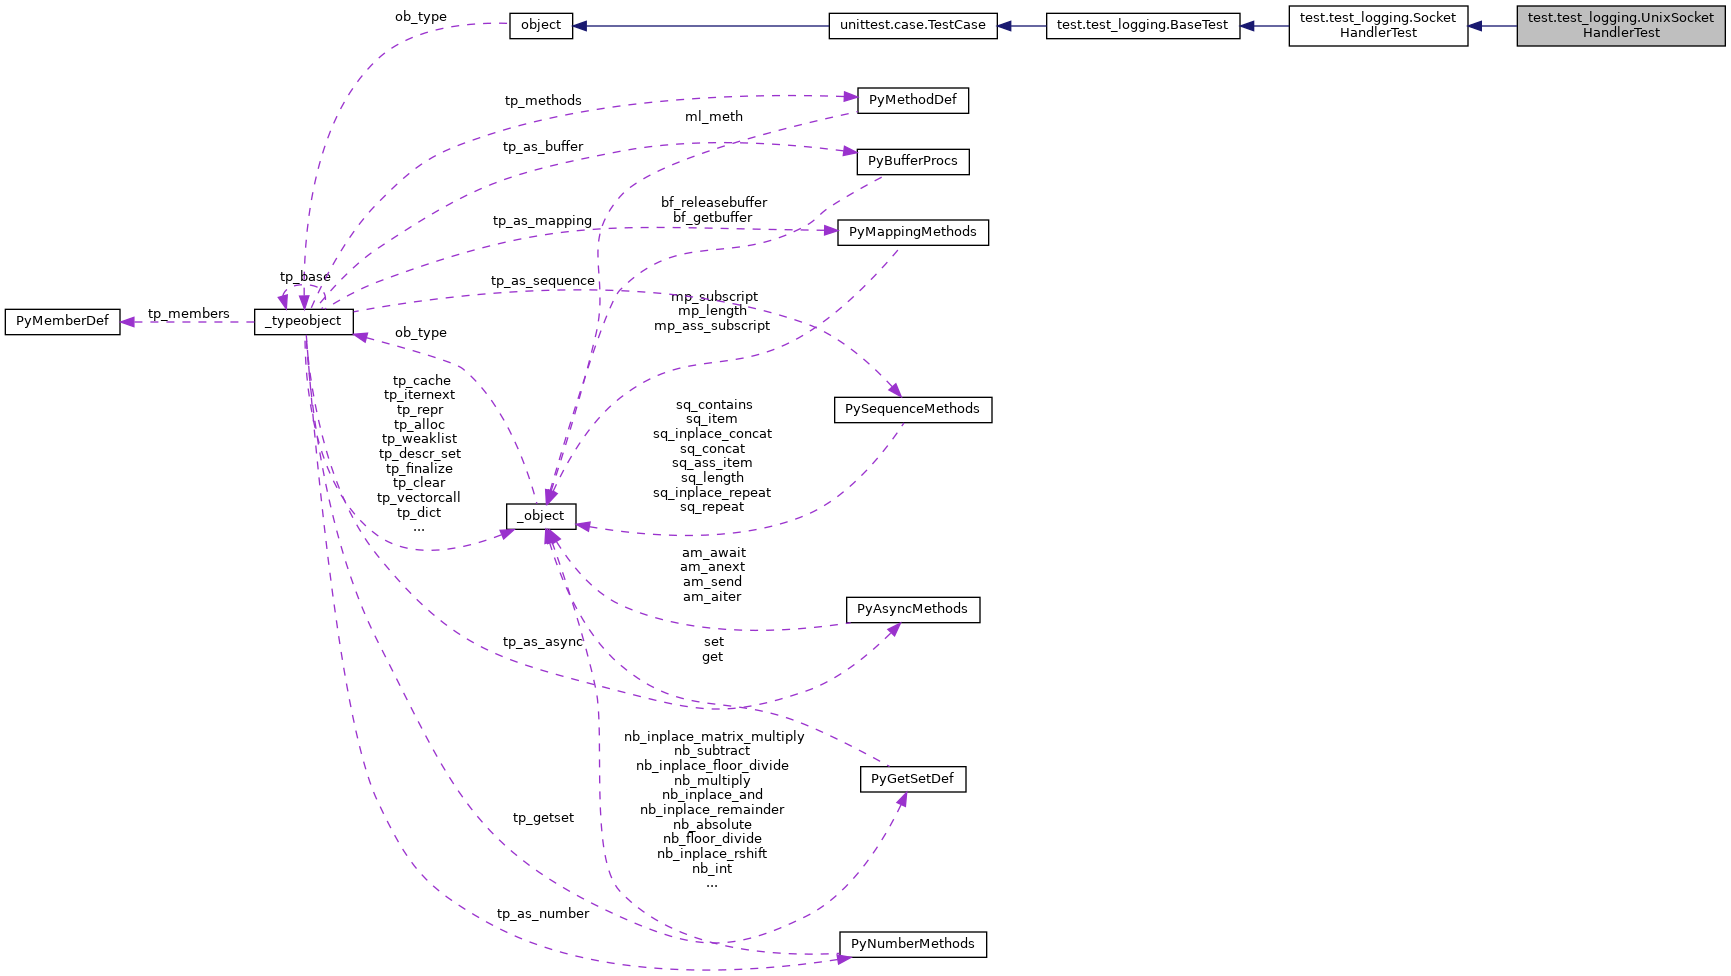 ob_type
object
unittest.case.TestCase
test.test_logging.BaseTest
test.test_logging.Socket
HandlerTest
test.test_logging.UnixSocket
HandlerTest
tp_methods
PyMethodDef
ml_meth
tp_as_buffer
PyBufferProcs
bf_releasebuffer
bf_getbuffer
tp_as_mapping
PyMappingMethods
tp_base
tp_as_sequence
mp_subscript
mp_length
mp_ass_subscript
PyMemberDef
tp_members
_typeobject
ob_type
tp_cache
tp_iternext
tp_repr
tp_alloc
tp_weaklist
tp_descr_set
tp_finalize
tp_clear
tp_vectorcall
tp_dict
...
sq_contains
sq_item
sq_inplace_concat
sq_concat
sq_ass_item
sq_length
sq_inplace_repeat
sq_repeat
PySequenceMethods
_object
am_await
am_anext
am_send
am_aiter
PyAsyncMethods
tp_as_async
set
get
nb_inplace_matrix_multiply
nb_subtract
nb_inplace_floor_divide
nb_multiply
nb_inplace_and
nb_inplace_remainder
nb_absolute
nb_floor_divide
nb_inplace_rshift
nb_int
...
PyGetSetDef
tp_getset
tp_as_number
PyNumberMethods